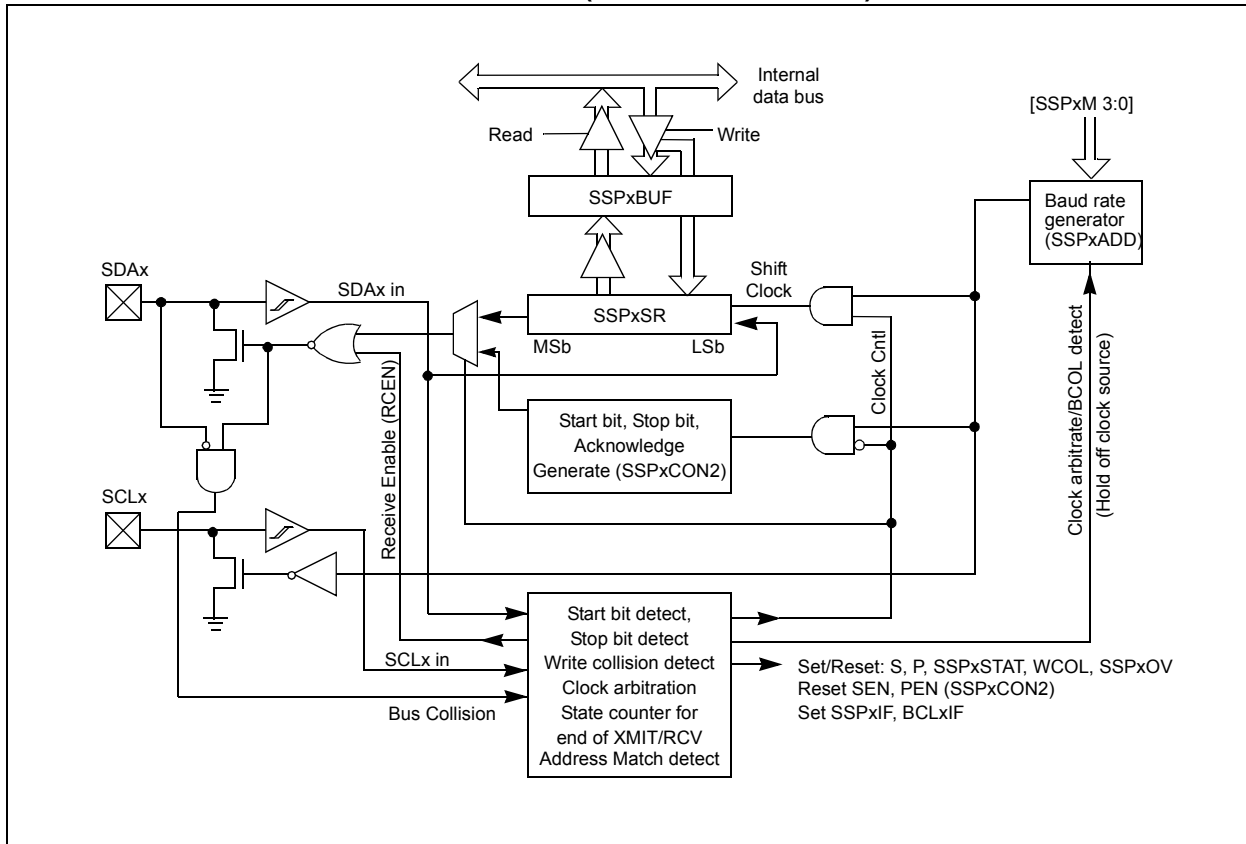 Internal
data bus
[SSPxM 3:0]
Read
Write
SSPxBUF
Baud rate
generator
(SSPxADD)
SDAx
SDAx in
Shift
Clock
SSPxSR
MSb
LSb
Clock Cntl
Receive Enable (RCEN)
Start bit, Stop bit,
Acknowledge
Generate (SSPxCON2)
Clock arbitrate/BCOL detect
(Hold off clock source)
SCLx
SCLx in
Bus Collision
Start bit detect,
Stop bit detect
Write collision detect
Clock arbitration
State counter for
end of XMIT/RCV
Address Match detect
Set/Reset: S, P, SSPxSTAT, WCOL, SSPxOV
Reset SEN, PEN (SSPxCON2)
Set SSPxIF, BCLxIF